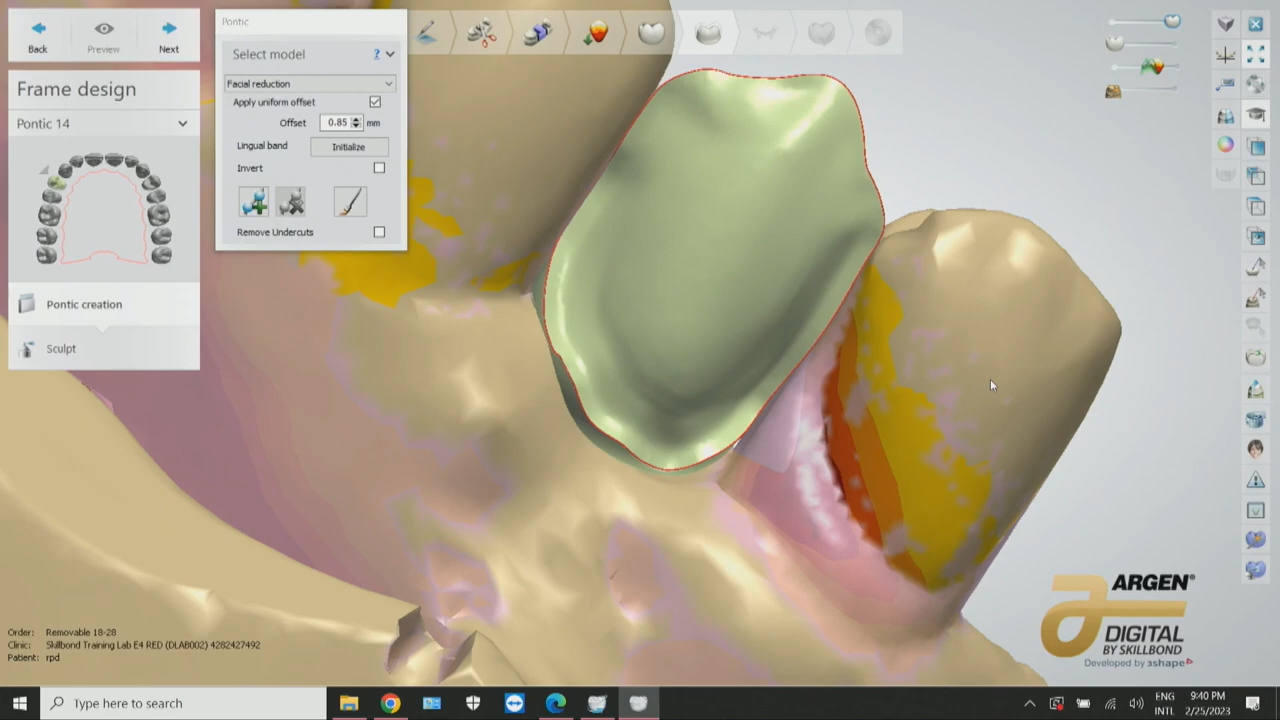 Back
Preview
Next
Frame design
Pontic 14
Pontic creation
Sculpt
Pontic
Select model
?
Facial reduction
Apply uniform offset
Offset 0.85 mm
Lingual band Initialize
Invert
Remove Undercuts
ARGEN®
DIGITAL
BY SKILLBOND
Developed by 3shape
Order: Removable 18-28
Clinic: Skillbond Training Lab E4 RED (DLAB002) 4282427492
Patient: rpd
Type here to search
ENG
INTL
9:40 PM
2/25/2023